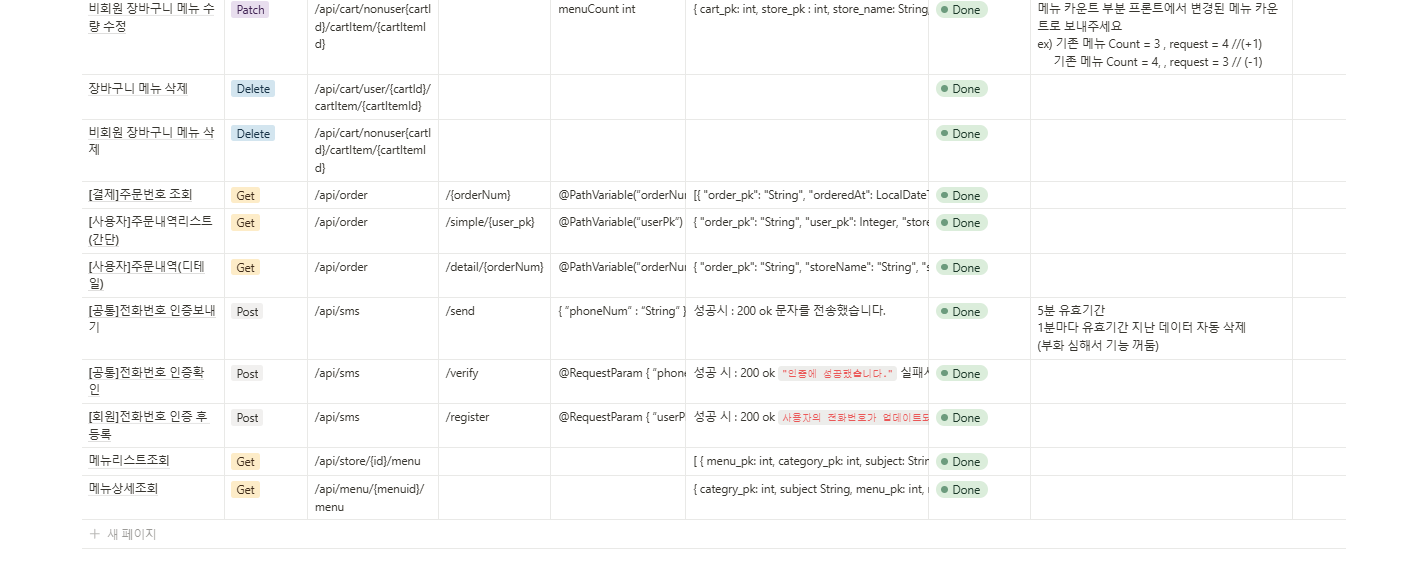 비회원 장바구니 메뉴 수량 수정
Patch
/api/cart/nonuser{cartId}/cartItem/{cartItemId}
menuCount int
{ cart_pk: int, store_pk : int, store_name: String,
Done
메뉴 카운트 부분 프론트에서 변경된 메뉴 카운트로 보내주세요
ex) 기존 메뉴 Count = 3 , request = 4 //(+1)
기존 메뉴 Count = 4, , request = 3 // (-1)
장바구니 메뉴 삭제
Delete
/api/cart/user/{cartId}/cartItem/{cartItemId}
Done
비회원 장바구니 메뉴 삭제
Delete
/api/cart/nonuser{cartId}/cartItem/{cartItemId}
Done
[결제]주문번호 조회
Get
/api/order
/{orderNum}
@PathVariable("orderNur
[{ "order_pk": "String", "orderedAt": LocalDateT
Done
[사용자]주문내역리스트(간단)
Get
/api/order
/simple/{user_pk}
@PathVariable("userPk")
{ "order_pk": "String", "user_pk": Integer, "store
Done
[사용자]주문내역(디테일)
Get
/api/order
/detail/{orderNum}
@PathVariable("orderNur
{ "order_pk": "String", "storeName": "String", "s
Done
[공통]전화번호 인증보내기
Post
/api/sms
/send
{ “phoneNum” : “String” }
성공시 : 200 ok 문자를 전송했습니다.
Done
5분 유효기간
1분마다 유효기간 지난 데이터 자동 삭제
(부화 심해서 기능 꺼둠)
[공통]전화번호 인증확인
Post
/api/sms
/verify
@RequestParam { “phon
성공 시 : 200 ok "인증에 성공했습니다." 실패시
Done
[회원]전화번호 인증 후 등록
Post
/api/sms
/register
@RequestParam { “userP
성공 시 : 200 ok 사용자의 전화번호가 업데이트되
Done
메뉴리스트조회
Get
/api/store/{id}/menu
[ { menu_pk: int, category_pk: int, subject: Strin
Done
메뉴상세조회
Get
/api/menu/{menuid}/menu
{ categry_pk: int, subject String, menu_pk: int,
Done
+ 새 페이지